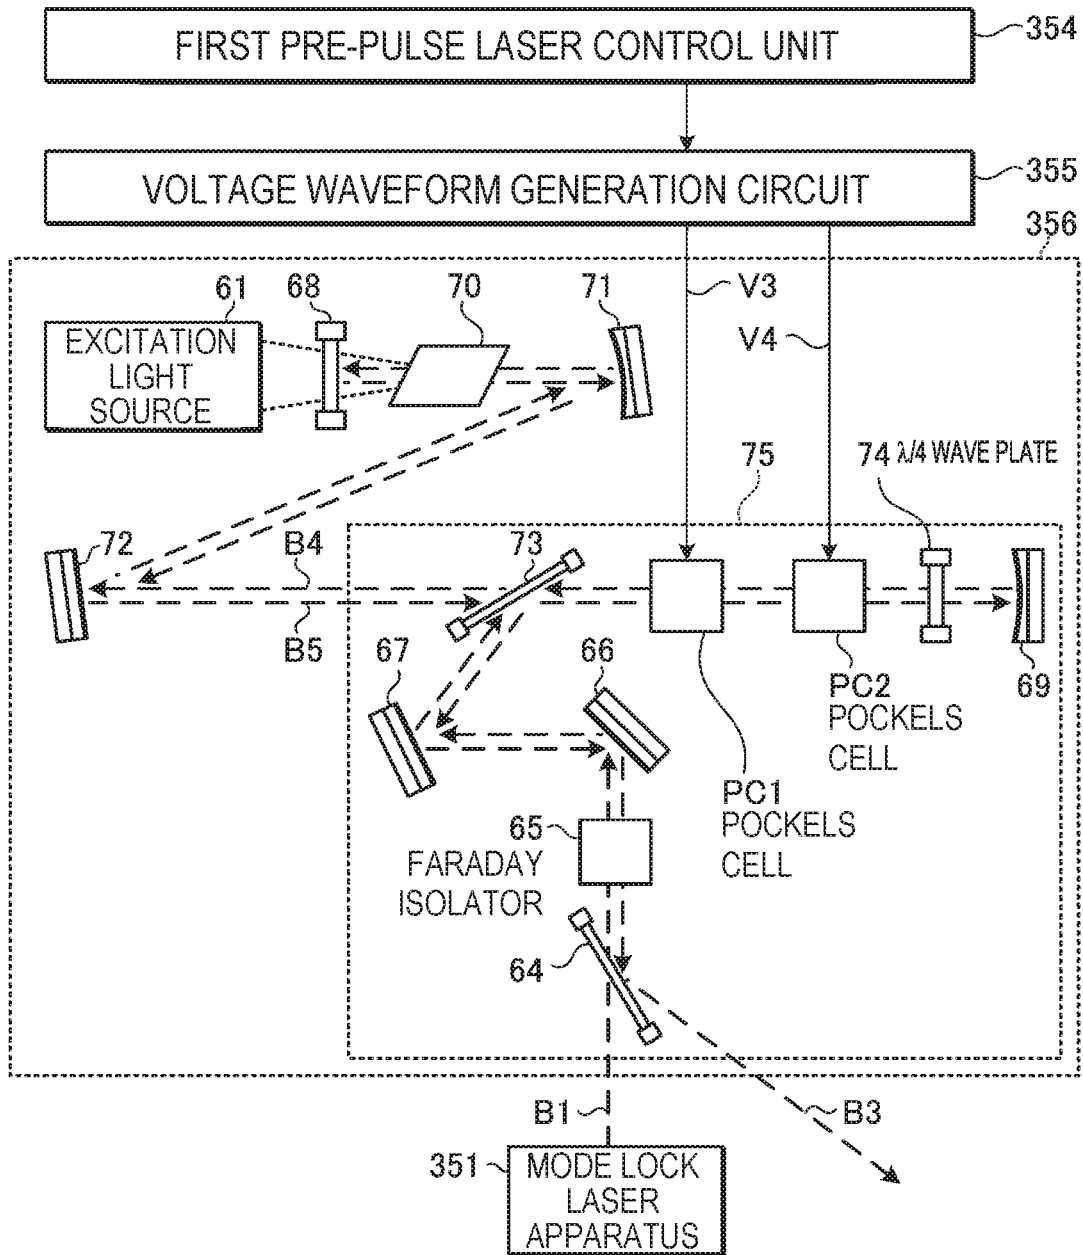 FIRST PRE-PULSE LASER CONTROL UNIT
354
VOLTAGE WAVEFORM GENERATION CIRCUIT
355
356
61
68
70
71
V3
V4
EXCITATION
LIGHT
SOURCE
75
74 λ/4 WAVE PLATE
72
B4
73
B5
67
66
PC2
POCKELS
CELL
69
PC1
POCKELS
CELL
65
FARADAY
ISOLATOR
64
B1
B3
351
MODE LOCK
LASER
APPARATUS